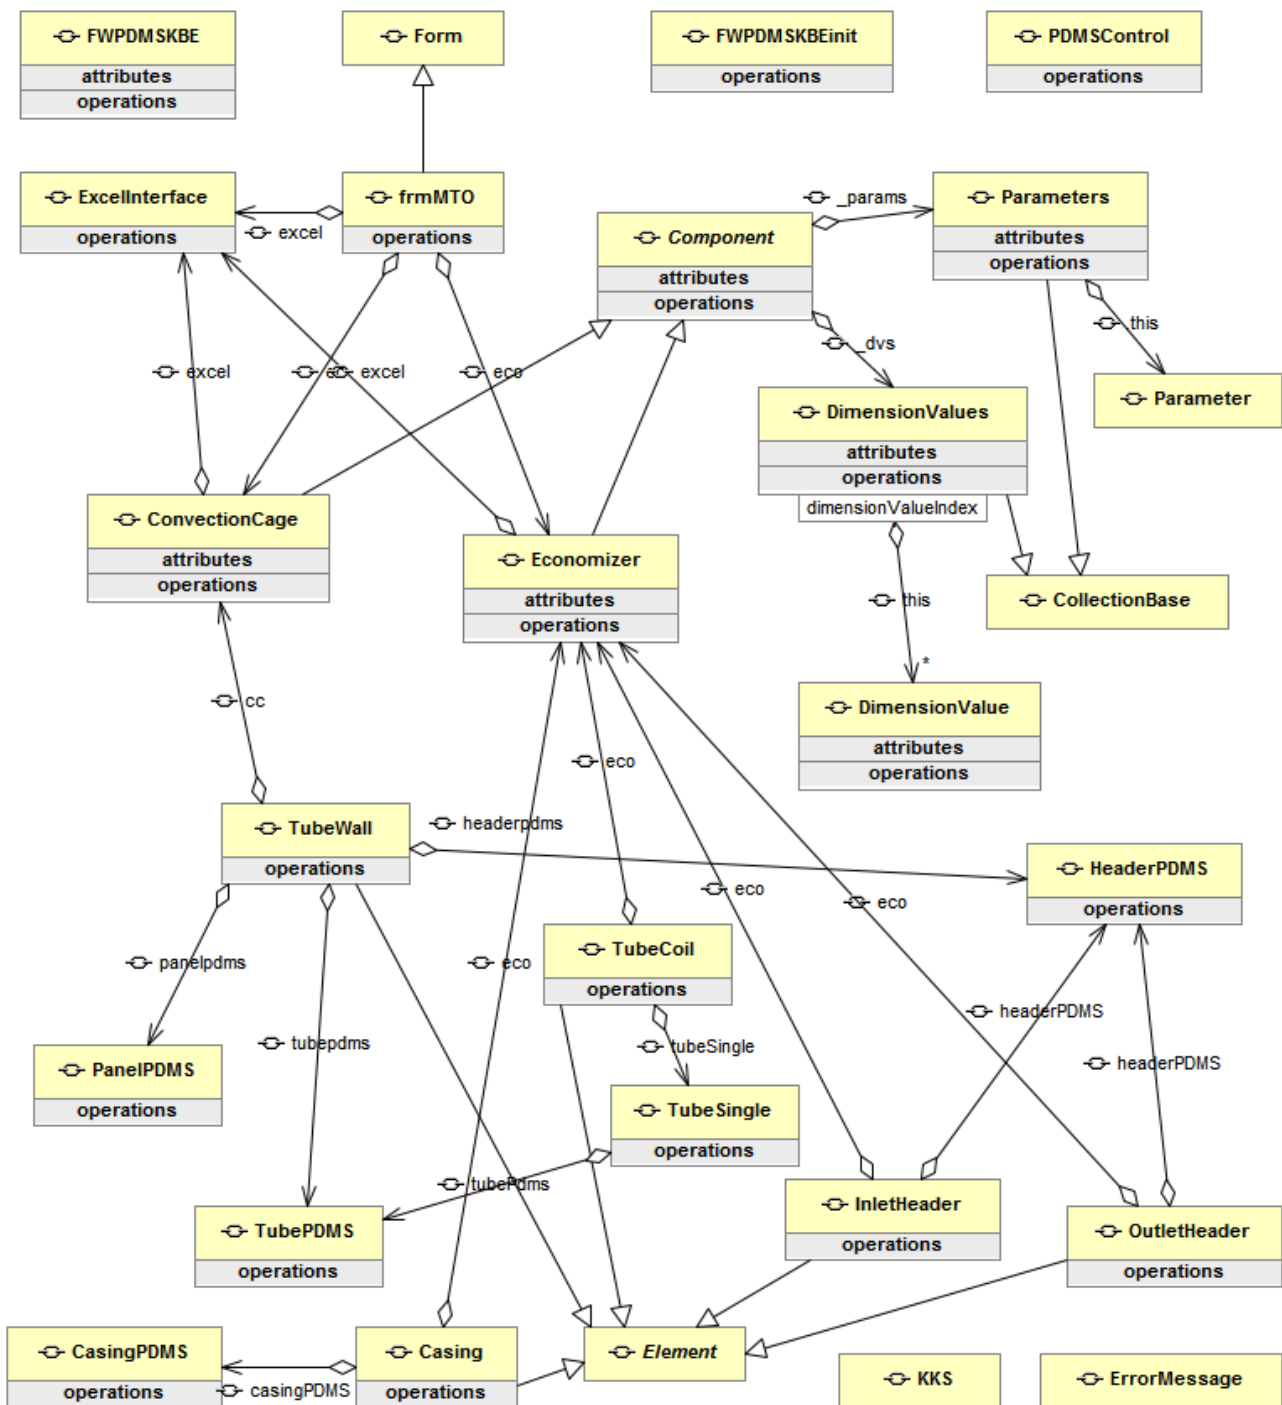 FWPDMSKBE
attributes
operations
Form
FWPDMSKBEinit
operations
PDMSControl
operations
ExcelInterface
operations
excel
frmMTO
operations
Component
attributes
operations
_params
Parameters
attributes
operations
this
Parameter
_dvs
DimensionValues
attributes
operations
dimensionValueIndex
excel
excel
eco
ConvectionCage
attributes
operations
Economizer
attributes
operations
this
*
CollectionBase
DimensionValue
attributes
operations
cc
eco
TubeWall
operations
headerpdms
HeaderPDMS
operations
eco
eco
panelpdms
eco
TubeCoil
operations
tubepdms
tubeSingle
headerPDMS
headerPDMS
PanelPDMS
operations
TubeSingle
operations
tubePdms
TubePDMS
operations
InletHeader
operations
OutletHeader
operations
CasingPDMS
operations
casingPDMS
Casing
operations
Element
KKS
ErrorMessage